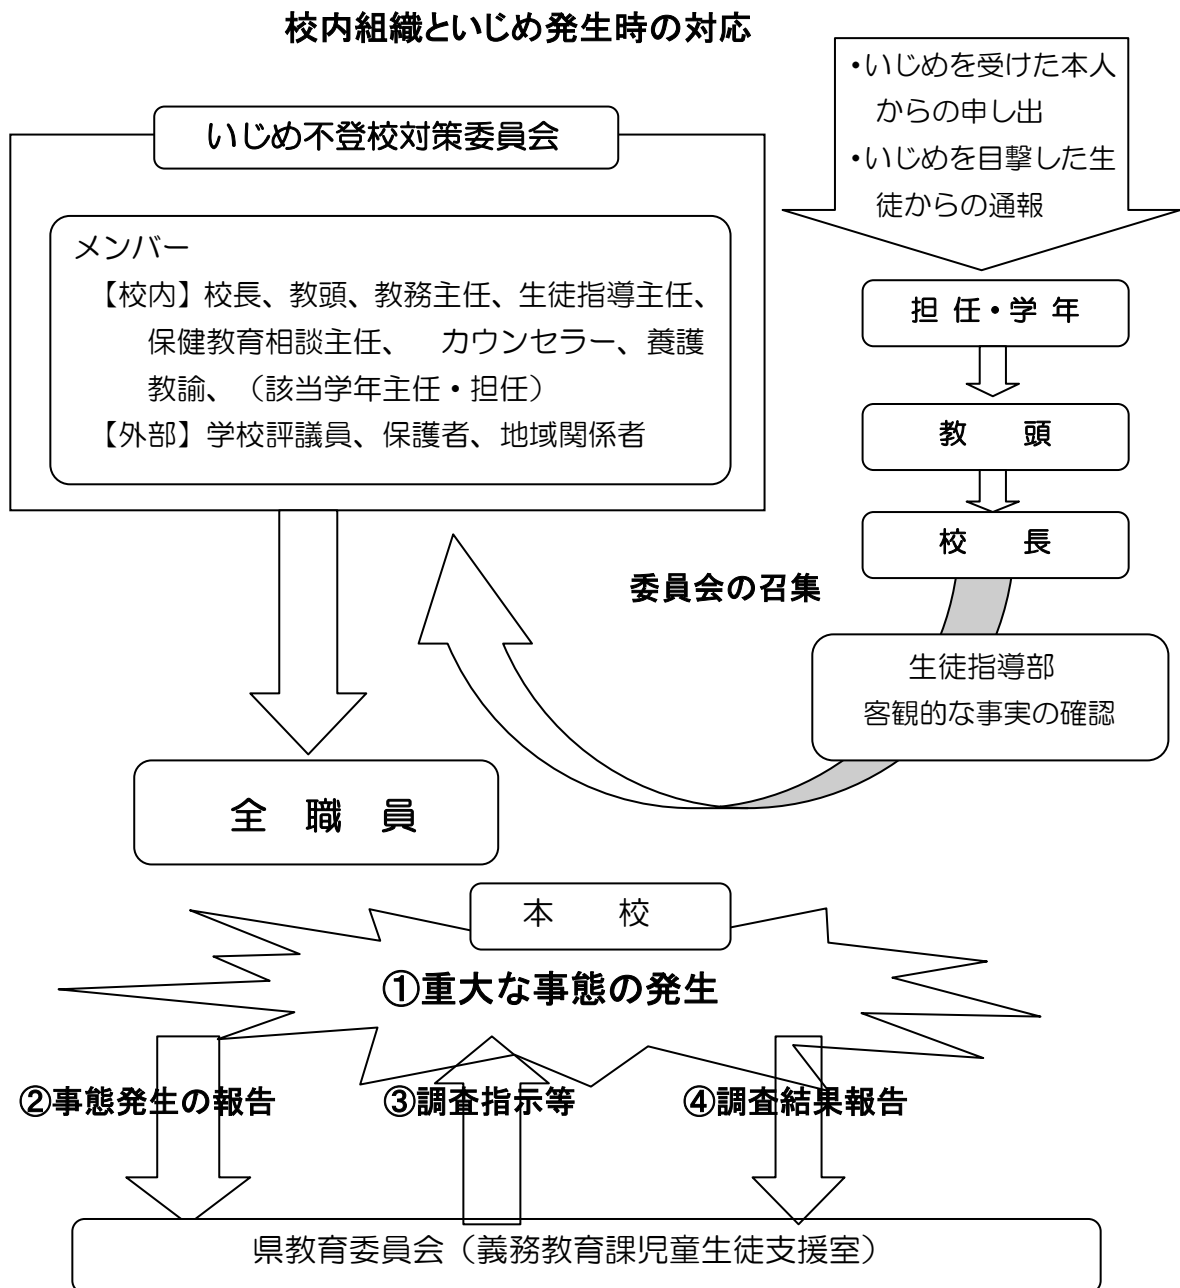 校内組織といじめ発生時の対応
・いじめを受けた本人
からの申し出
・いじめを目撃した生
徒からの通報
いじめ不登校対策委員会
メンバー
【校内】校長、教頭、教務主任、生徒指導主任、
保健教育相談主任、　カウンセラー、養護
教諭、（該当学年主任・担任）
【外部】学校評議員、保護者、地域関係者
担 任・学 年
教　　頭
校　　長
委員会の召集
生徒指導部
客観的な事実の確認
全　職　員
本　　校
①重大な事態の発生
②事態発生の報告
③調査指示等
④調査結果報告
県教育委員会（義務教育課児童生徒支援室）